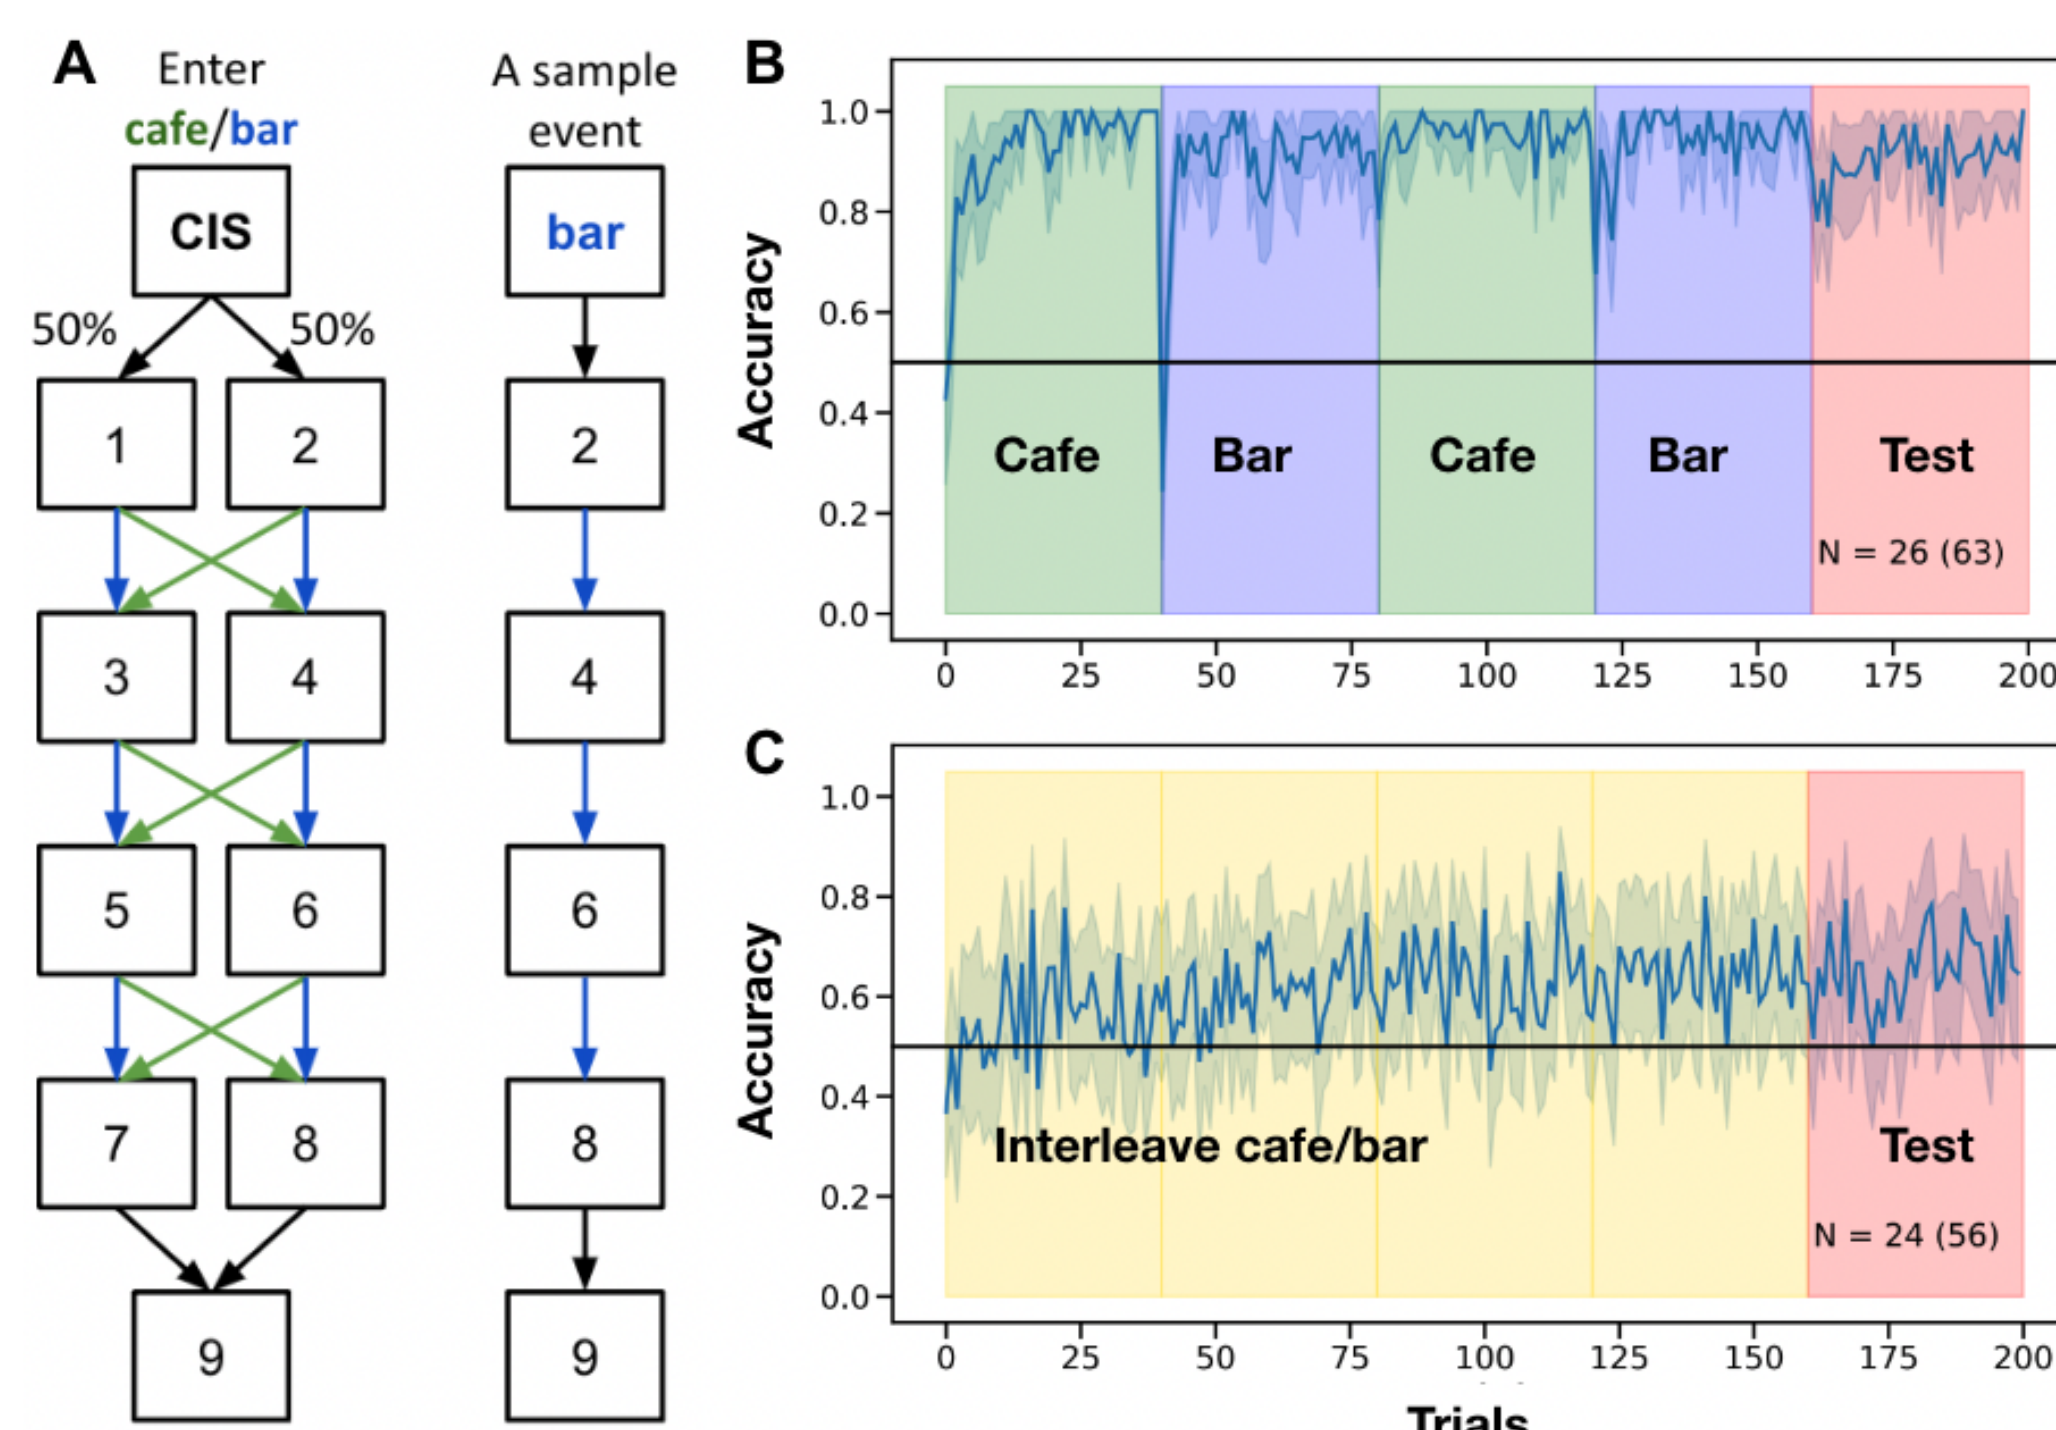 A
Enter
cafe/bar
CIS
50%
50%
1
2
3
4
5
6
7
8
9
A sample
event
bar
2
4
6
8
9
B
Accuracy
1.0
0.8
0.6
0.4
0.2
0.0
Cafe
Bar
Cafe
Bar
Test
N = 26 (63)
0 25 50 75 100 125 150 175 200
C
Accuracy
1.0
0.8
0.6
0.4
0.2
0.0
Interleave cafe/bar
Test
N = 24 (56)
0 25 50 75 100 125 150 175 200
Trials